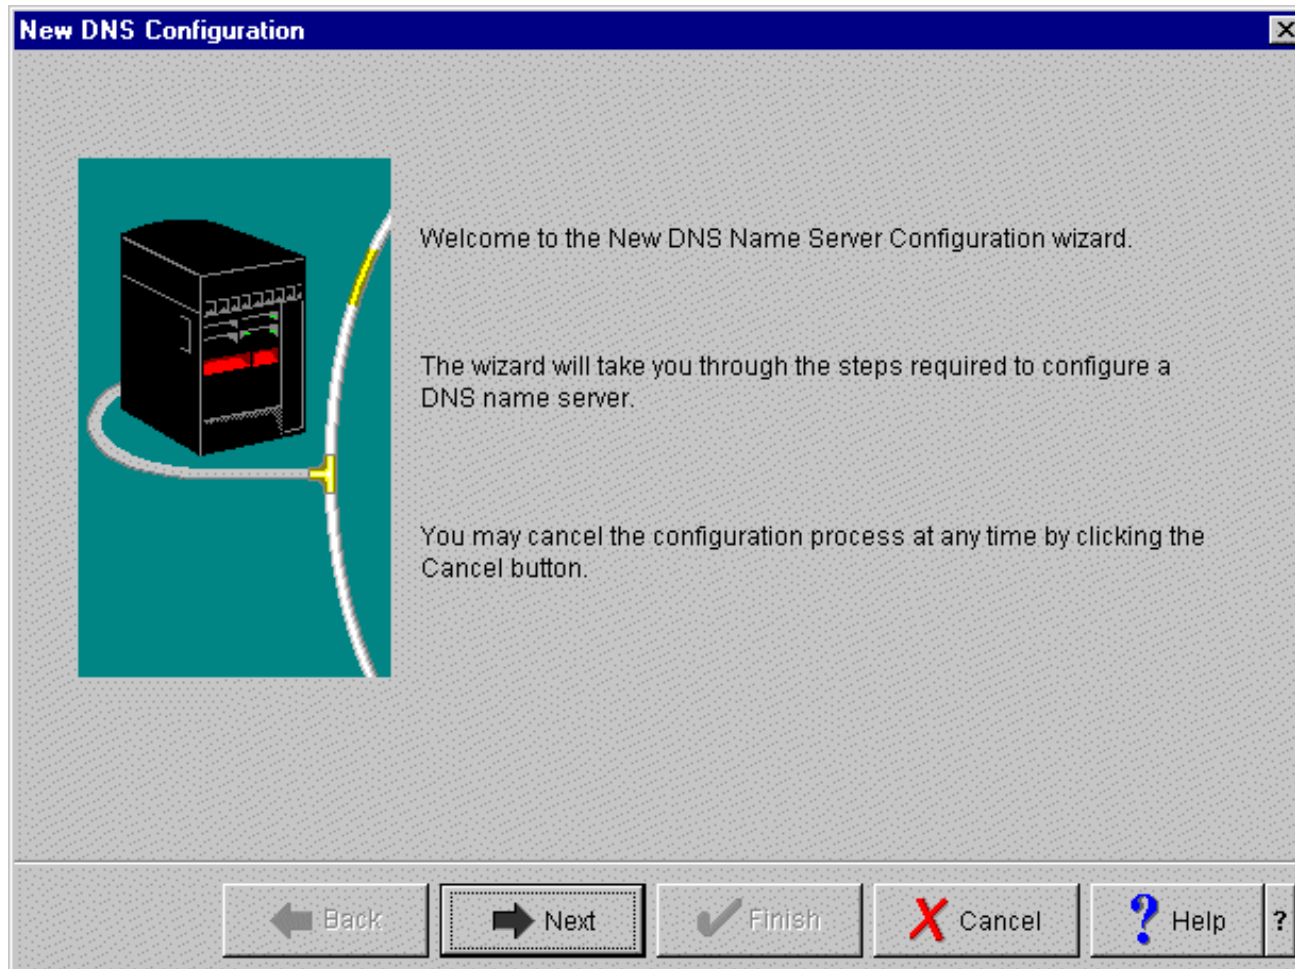 New DNS Configuration
Welcome to the New DNS Name Server Configuration wizard.
The wizard will take you through the steps required to configure a
DNS name server.
You may cancel the configuration process at any time by clicking the
Cancel button.
Back Next Finish Cancel Help ?